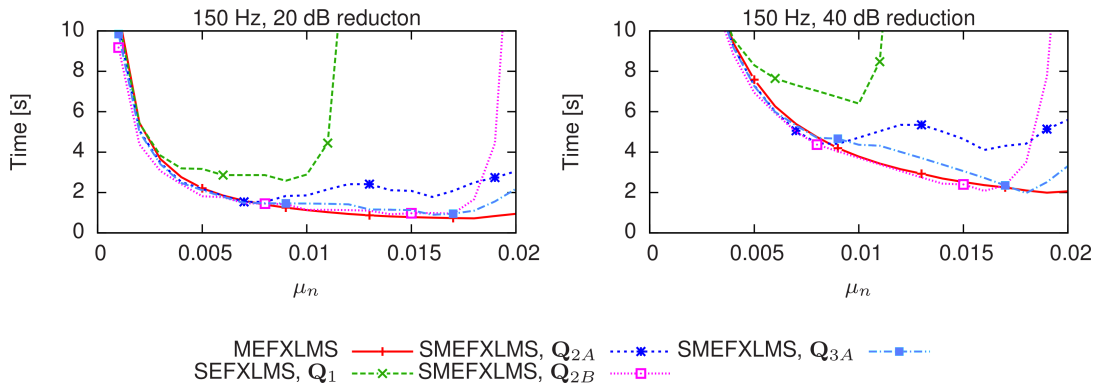 150 Hz, 20 dB reducton
150 Hz, 40 dB reduction
Time [s]
10
8
6
4
2
0
0
0.005
0.01
0.015
0.02
μn
Time [s]
10
8
6
4
2
0
0
0.005
0.01
0.015
0.02
μn
MEFXLMS
SMEFXLMS, Q2A
SMEFXLMS, Q3A
SEFXLMS, Q1
SMEFXLMS, Q2B